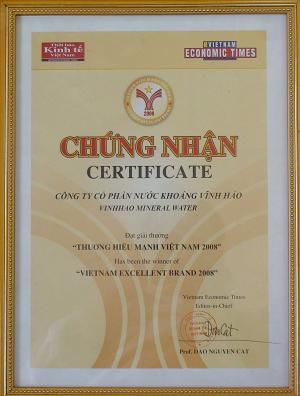 Thời báo
Kinh tế
Việt Nam
VIETNAM
ECONOMIC TIMES
2008
CHỨNG NHẬN
CERTIFICATE
CÔNG TY CỔ PHẦN NƯỚC KHOÁNG VĨNH HẢO
VINHHAO MINERAL WATER
Đạt giải thưởng
"THƯƠNG HIỆU MẠNH VIỆT NAM 2008"
Has been the winner of
"VIETNAM EXCELLENT BRAND 2008"
Vietnam Economic Times
Editor-in-Chief
Prof. DAO NGUYEN CAT